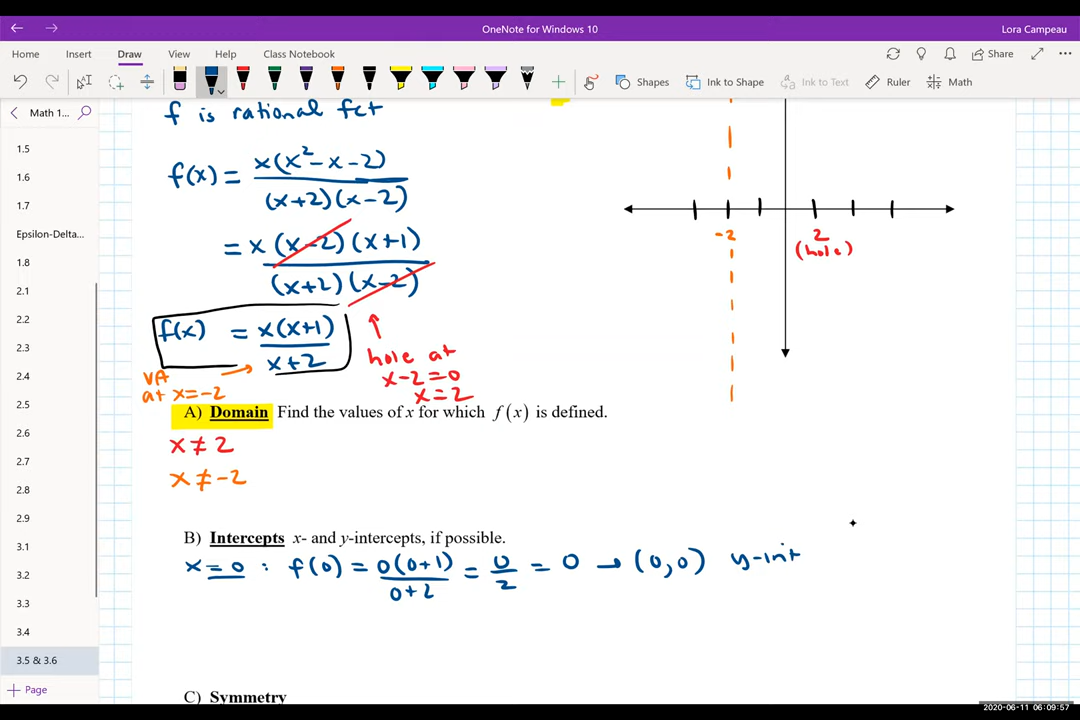 OneNote for Windows 10
Lora Campeau
Home Insert Draw View Help Class Notebook
Share
Shapes Ink to Shape Ink to Text Ruler Math
Math 1...
1.5
1.6
1.7
Epsilon-Delta...
1.8
2.1
2.2
2.3
2.4
2.5
2.6
2.7
2.8
2.9
3.1
3.2
3.3
3.4
3.5 & 3.6
Page
f is rational fct
f(x) = x(x²-x-2) / (x+2)(x-2)
= x(x-2)(x+1) / (x+2)(x-2)
f(x) = x(x+1) / x+2
VA
at x=-2
hole at
x-2=0
x=2
-2
2
(hole)
A) Domain Find the values of x for which f(x) is defined.
x≠2
x≠-2
B) Intercepts x- and y-intercepts, if possible.
x=0 : f(0) = 0(0+1) / 0+2 = 0/2 = 0 → (0,0) y-int
C) Symmetry
2020-06-11 06:09:57